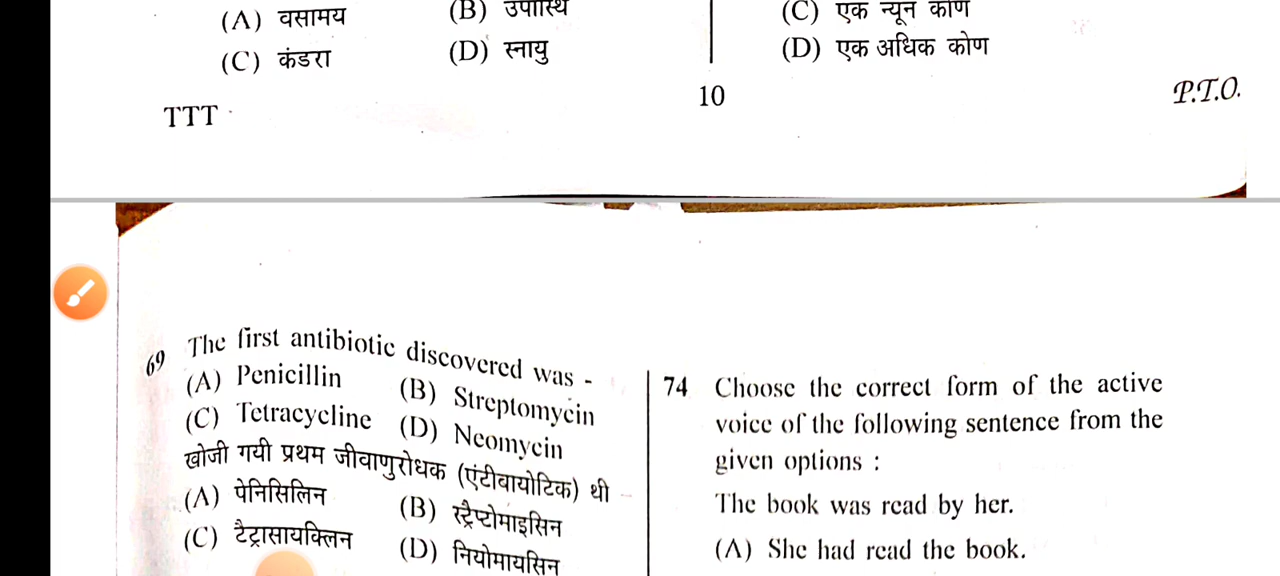 (A) वसामय
(B) उपास्थि
(C) कंडरा
(D) स्नायु
(C) एक न्यून कोण
(D) एक अधिक कोण
TTT
10
P.T.O.
69 The first antibiotic discovered was -
(A) Penicillin (B) Streptomycin
(C) Tetracycline (D) Neomycin
खोजी गयी प्रथम जीवाणुरोधक (एंटीबायोटिक) थी –
(A) पेनिसिलिन (B) स्ट्रैप्टोमाइसिन
(C) टैट्रासायक्लिन (D) नियोमायसिन
74 Choose the correct form of the active
voice of the following sentence from the
given options :
The book was read by her.
(A) She had read the book.